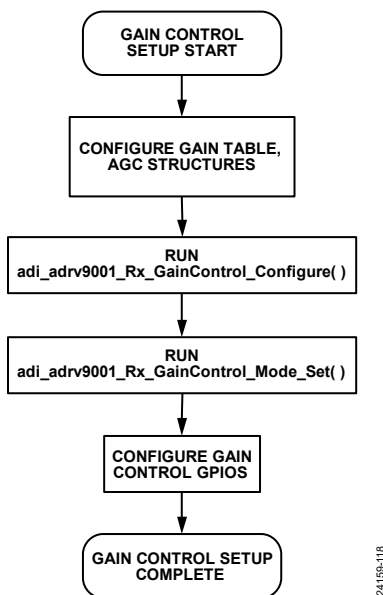 GAIN CONTROL
SETUP START
CONFIGURE GAIN TABLE,
AGC STRUCTURES
RUN
adi_adrv9001_Rx_GainControl_Configure( )
RUN
adi_adrv9001_Rx_GainControl_Mode_Set( )
CONFIGURE GAIN
CONTROL GPIOS
GAIN CONTROL SETUP
COMPLETE
24159-118